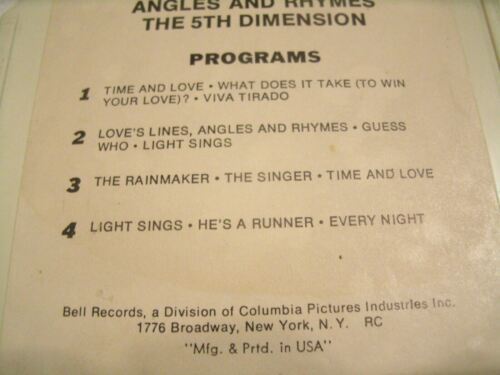 ANGLES AND RHYMES
THE 5TH DIMENSION
PROGRAMS
1 TIME AND LOVE • WHAT DOES IT TAKE (TO WIN
YOUR LOVE)? • VIVA TIRADO
2 LOVE'S LINES, ANGLES AND RHYMES • GUESS
WHO • LIGHT SINGS
3 THE RAINMAKER • THE SINGER • TIME AND LOVE
4 LIGHT SINGS • HE'S A RUNNER • EVERY NIGHT
Bell Records, a Division of Columbia Pictures Industries Inc.
1776 Broadway, New York, N. Y. RC
"Mfg. & Prtd. in USA"